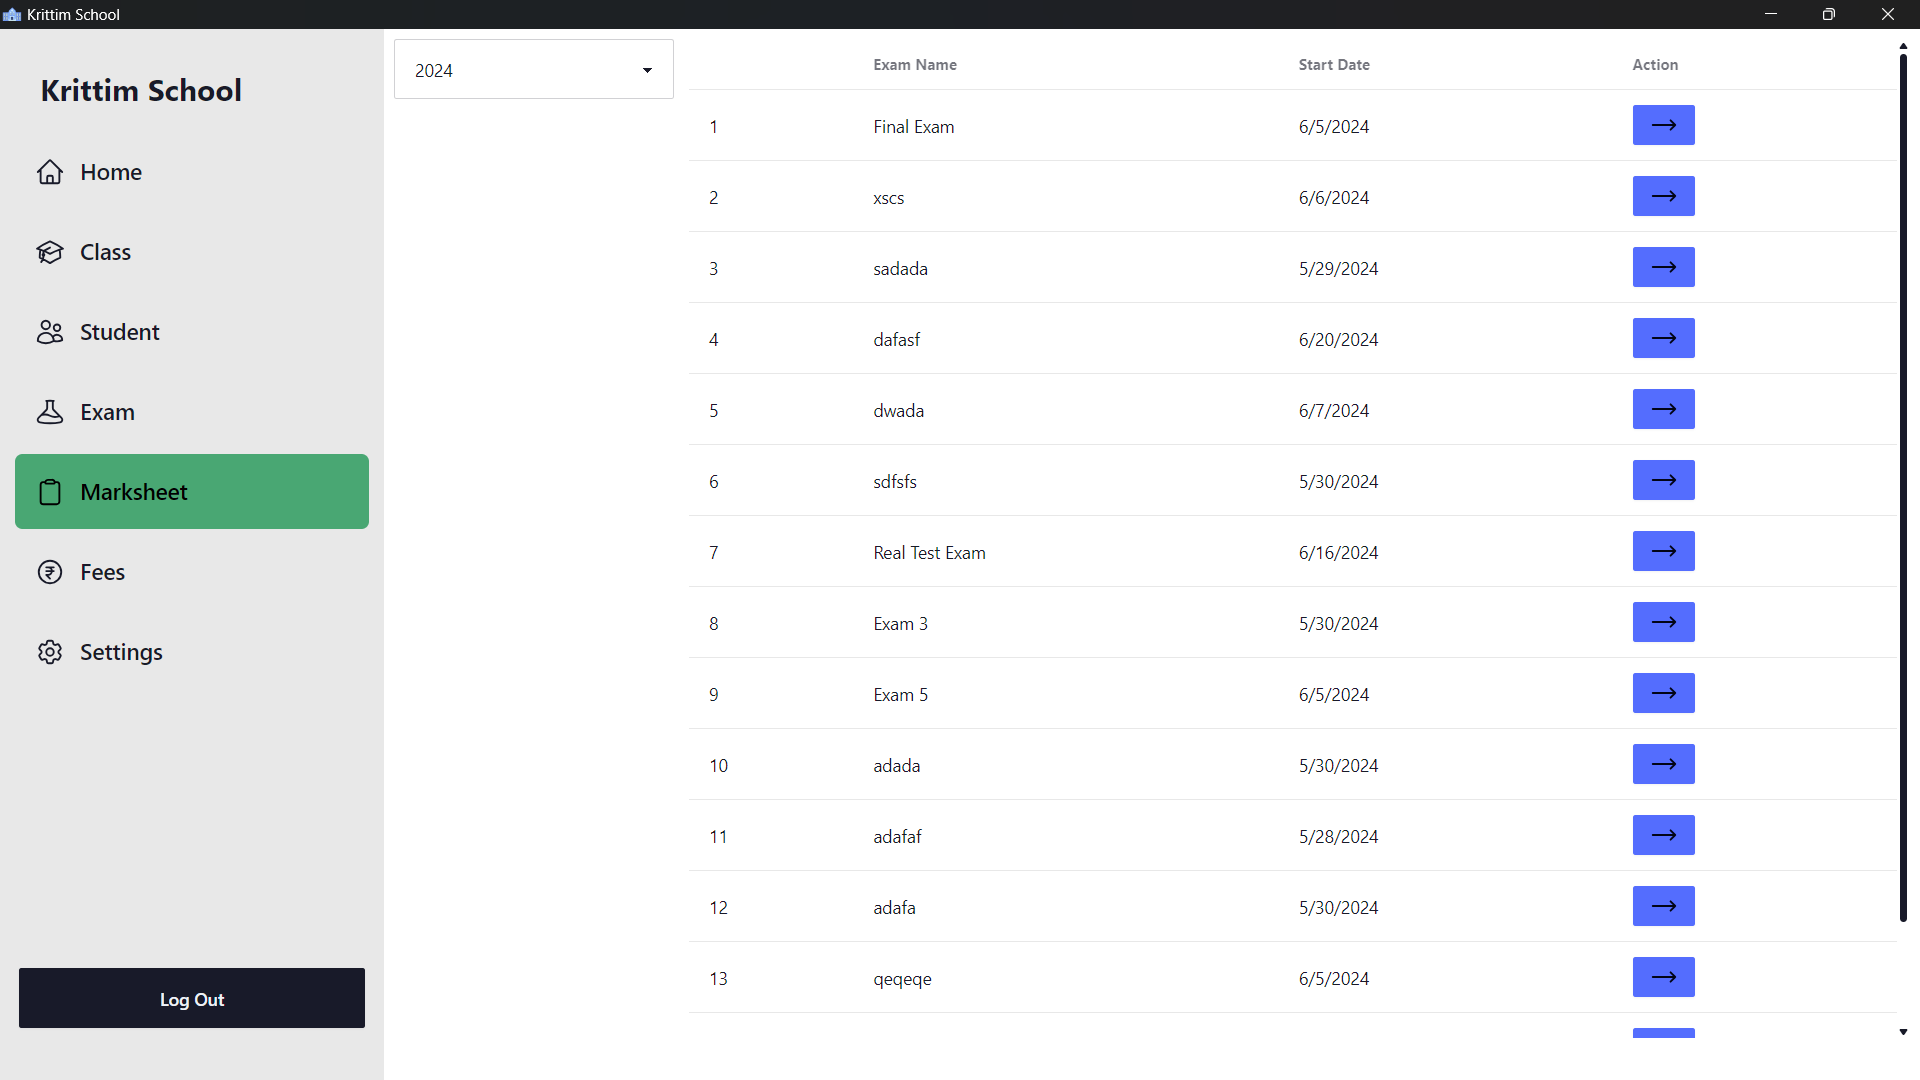 Krittim School
Krittim School
Home
Class
Student
Exam
Marksheet
Fees
Settings
Log Out
2024
Exam Name Start Date Action
1 Final Exam 6/5/2024
2 xscs 6/6/2024
3 sadada 5/29/2024
4 dafasf 6/20/2024
5 dwada 6/7/2024
6 sdfsfs 5/30/2024
7 Real Test Exam 6/16/2024
8 Exam 3 5/30/2024
9 Exam 5 6/5/2024
10 adada 5/30/2024
11 adafaf 5/28/2024
12 adafa 5/30/2024
13 qeqeqe 6/5/2024